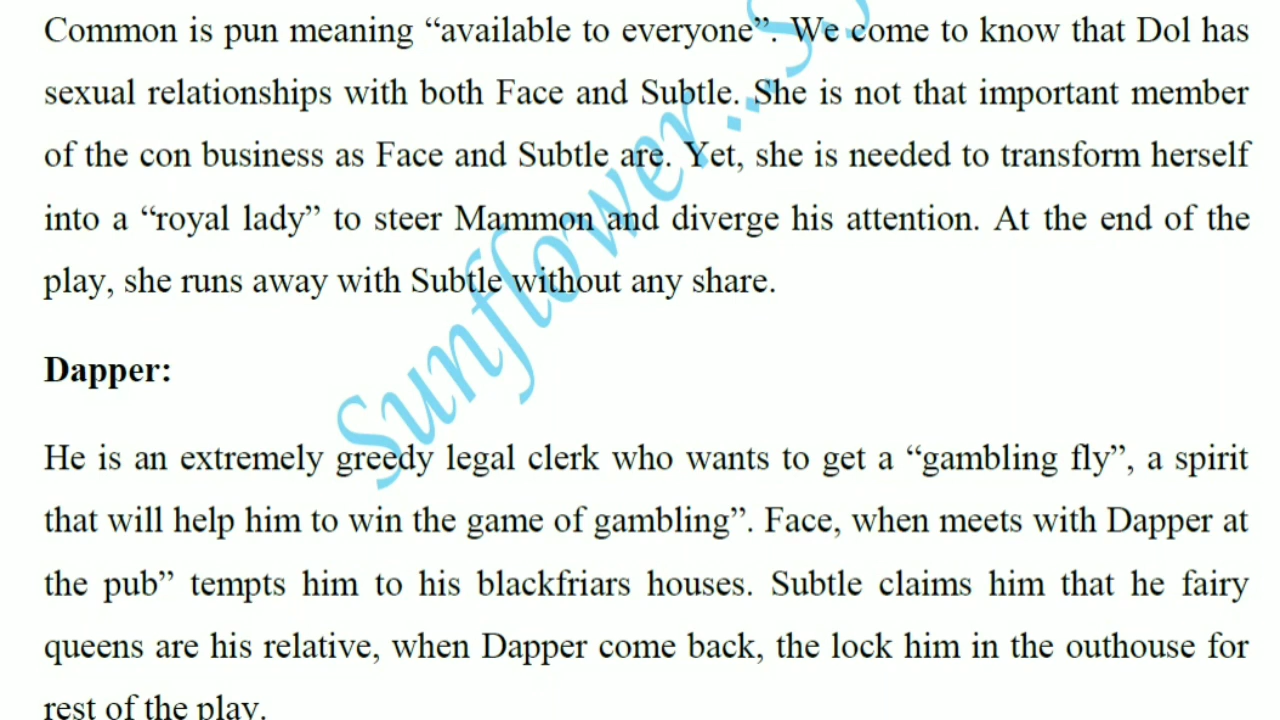 Common is pun meaning “available to everyone”. We come to know that Dol has
sexual relationships with both Face and Subtle. She is not that important member
of the con business as Face and Subtle are. Yet, she is needed to transform herself
into a “royal lady” to steer Mammon and diverge his attention. At the end of the
play, she runs away with Subtle without any share.
Dapper:
He is an extremely greedy legal clerk who wants to get a “gambling fly”, a spirit
that will help him to win the game of gambling”. Face, when meets with Dapper at
the pub” tempts him to his blackfriars houses. Subtle claims him that he fairy
queens are his relative, when Dapper come back, the lock him in the outhouse for
rest of the play.
Sunflower...